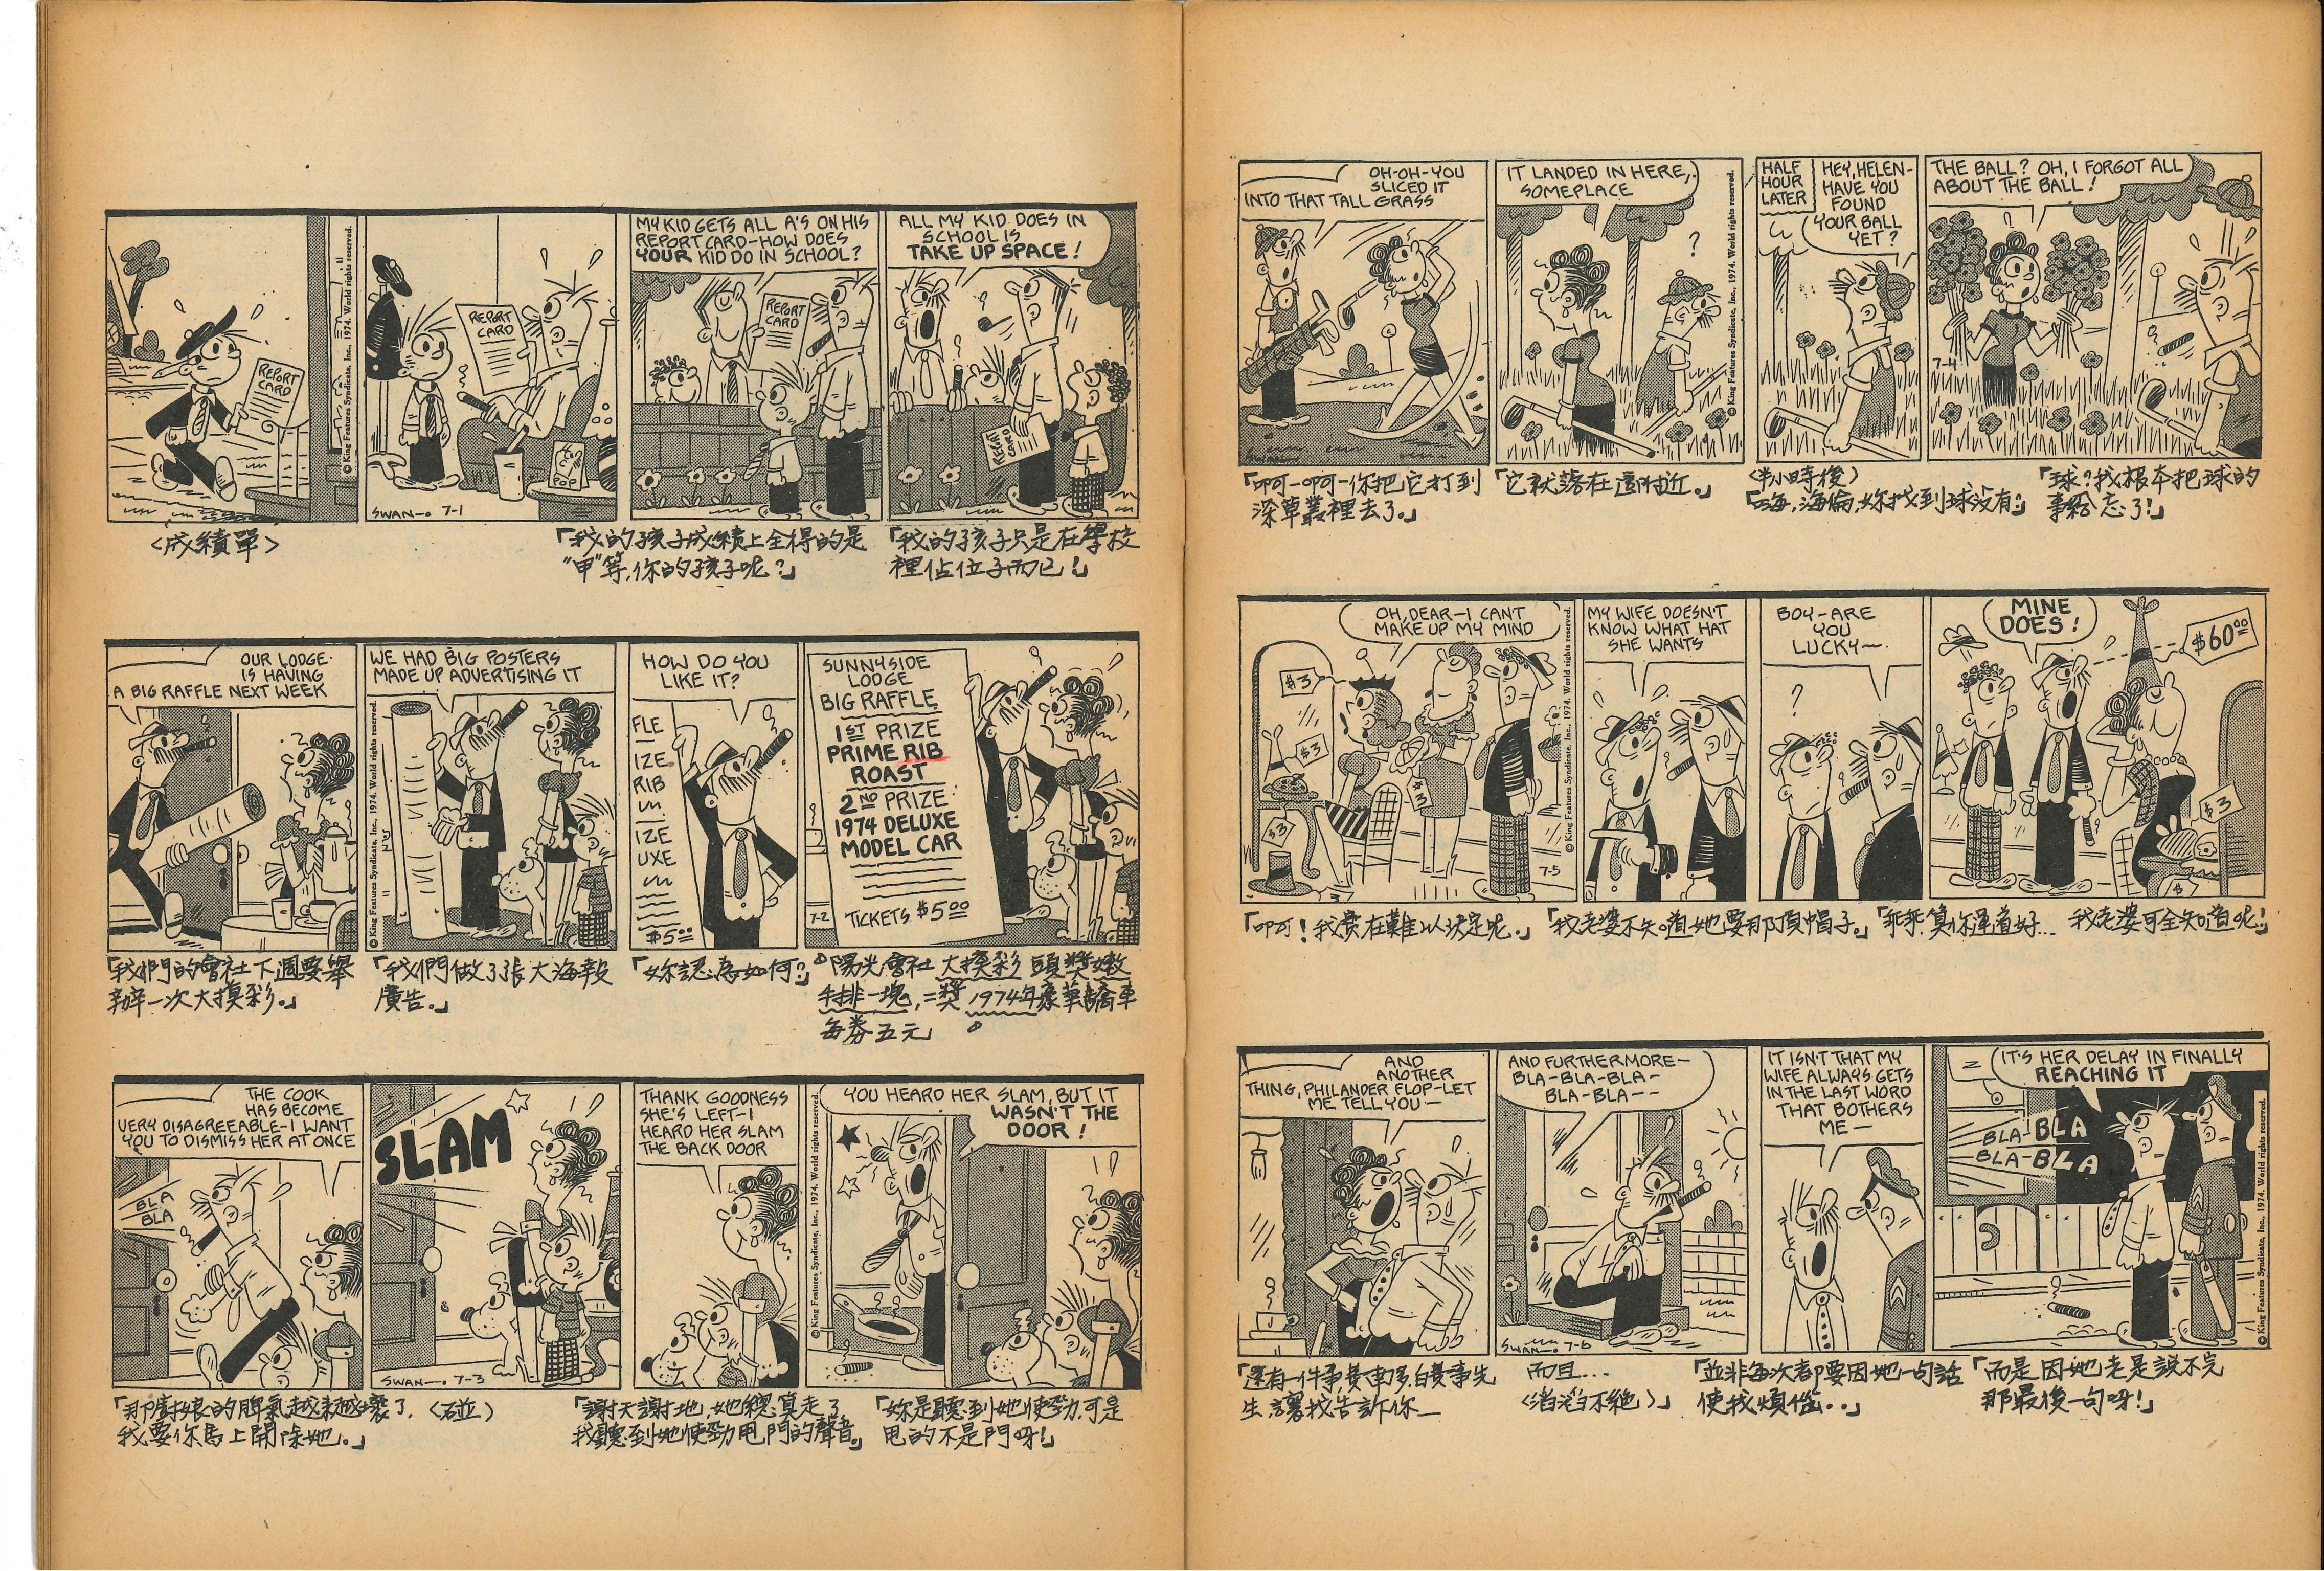 REPORT
CARD
© King Features Syndicate, Inc., 1974. World rights reserved.
REPORT
CARD
CAT
POP
SWAN—. 7-1
MY KID GETS ALL A'S ON HIS
REPORT CARD—HOW DOES
YOUR KID DO IN SCHOOL?
REPORT
CARD
ALL MY KID DOES IN
SCHOOL IS
TAKE UP SPACE!
REPORT
CARD
〈成績單〉
「我的孩子成績上全得的是
"甲"等,你的孩子呢?」
「我的孩子只是在學校
裡佔位子而已!」
OUR LODGE
IS HAVING
A BIG RAFFLE NEXT WEEK
WE HAD BIG POSTERS
MADE UP ADVERTISING IT
© King Features Syndicate, Inc., 1974. World rights reserved.
HOW DO YOU
LIKE IT?
FLE
IZE
RIB
IZE
UXE
$5.00
SUNNYSIDE
LODGE
BIG RAFFLE
1ST PRIZE
PRIME RIB
ROAST
2ND PRIZE
1974 DELUXE
MODEL CAR
TICKETS $5.00
7-2
「我們的會社下週要舉
辦一次大摸彩。」
「我們做了張大海報
廣告。」
「妳認為如何?」
陽光會社 大摸彩 頭獎嫩
牛排一塊,二獎 1974年豪華轎車
每券五元」
THE COOK
HAS BECOME
VERY DISAGREEABLE—I WANT
YOU TO DISMISS HER AT ONCE
BLA
BLA
SLAM
SWAN—. 7-3
THANK GOODNESS
SHE'S LEFT—I
HEARD HER SLAM
THE BACK DOOR
© King Features Syndicate, Inc., 1974. World rights reserved.
YOU HEARD HER SLAM, BUT IT
WASN'T THE
DOOR!
「那廚娘的脾氣越來越壞了,
我要你馬上開除她。」
〈碰〉
「謝天謝地,她總算走了
我聽到她使勁甩門的聲音。」
「妳是聽到她使勁,可是
甩的不是門呀!」
OH-OH-YOU
SLICED IT
INTO THAT TALL GRASS
IT LANDED IN HERE,
SOMEPLACE
?
© King Features Syndicate, Inc., 1974. World rights reserved.
HALF
HOUR
LATER
HEY, HELEN-
HAVE YOU
FOUND
YOUR BALL
YET?
THE BALL? OH, I FORGOT ALL
ABOUT THE BALL!
7-4
「呵—呵—你把它打到
深草叢裡去了。」
「它就落在這附近。」
〈半小時後〉
「嗨,海倫,妳找到球沒有?」
「球?我根本把球的
事給忘了!」
OH, DEAR—I CAN'T
MAKE UP MY MIND
$3
$3
$3
$3
7-5
© King Features Syndicate, Inc., 1974. World rights reserved.
MY WIFE DOESN'T
KNOW WHAT HAT
SHE WANTS
BOY—ARE
YOU
LUCKY—
?
MINE
DOES!
$60.00
$3
$
「呵!我實在難以決定呢。」
「我老婆不知道她要那頂帽子。」
「乖乖,算你運道好…
我老婆可全知道呢!」
AND
ANOTHER
THING, PHILANDER FLOP—LET
ME TELL YOU—
AND FURTHERMORE—
BLA-BLA-BLA-
BLA-BLA--
SWAN—. 7-6
IT ISN'T THAT MY
WIFE ALWAYS GETS
IN THE LAST WORD
THAT BOTHERS
ME—
IT'S HER DELAY IN FINALLY
REACHING IT
BLA-BLA
BLA-BLA
© King Features Syndicate, Inc., 1974. World rights reserved.
「還有一件事,
先
生,讓我告訴你—
而且...
〈滔滔不絕〉」
「並非每次都要因她一句話
使我煩惱..」
「而是因她老是說不完
那最後一句呀!」